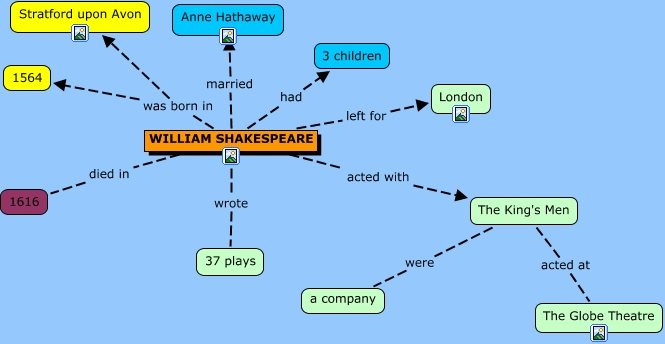 Stratford upon Avon
Anne Hathaway
3 children
1564
married
had
London
was born in
left for
WILLIAM SHAKESPEARE
died in
acted with
1616
wrote
The King's Men
37 plays
were
acted at
a company
The Globe Theatre